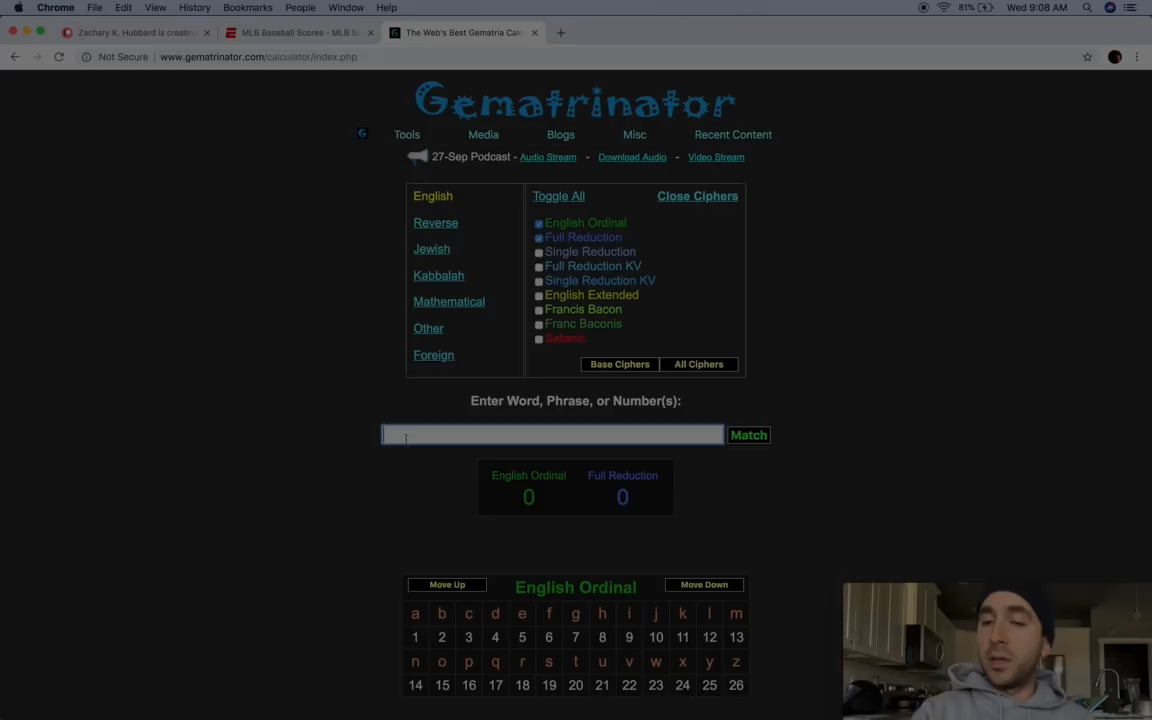 Chrome File Edit View History Bookmarks People Window Help 81% Wed 9:08 AM
Zachary K. Hubbard is creating MLB Baseball Scores - MLB Sc The Web's Best Gematria Calc
Not Secure www.gematrinator.com/calculator/index.php
Gematrinator
G Tools Media Blogs Misc Recent Content
27-Sep Podcast - Audio Stream - Download Audio - Video Stream
English Toggle All Close Ciphers
Reverse English Ordinal
Full Reduction
Jewish Single Reduction
Kabbalah Full Reduction KV
Single Reduction KV
Mathematical English Extended
Francis Bacon
Other Franc Baconis
Satanic
Foreign Base Ciphers All Ciphers
Enter Word, Phrase, or Number(s):
Match
English Ordinal Full Reduction
0 0
Move Up English Ordinal Move Down
a b c d e f g h i j k l m
1 2 3 4 5 6 7 8 9 10 11 12 13
n o p q r s t u v w x y z
14 15 16 17 18 19 20 21 22 23 24 25 26